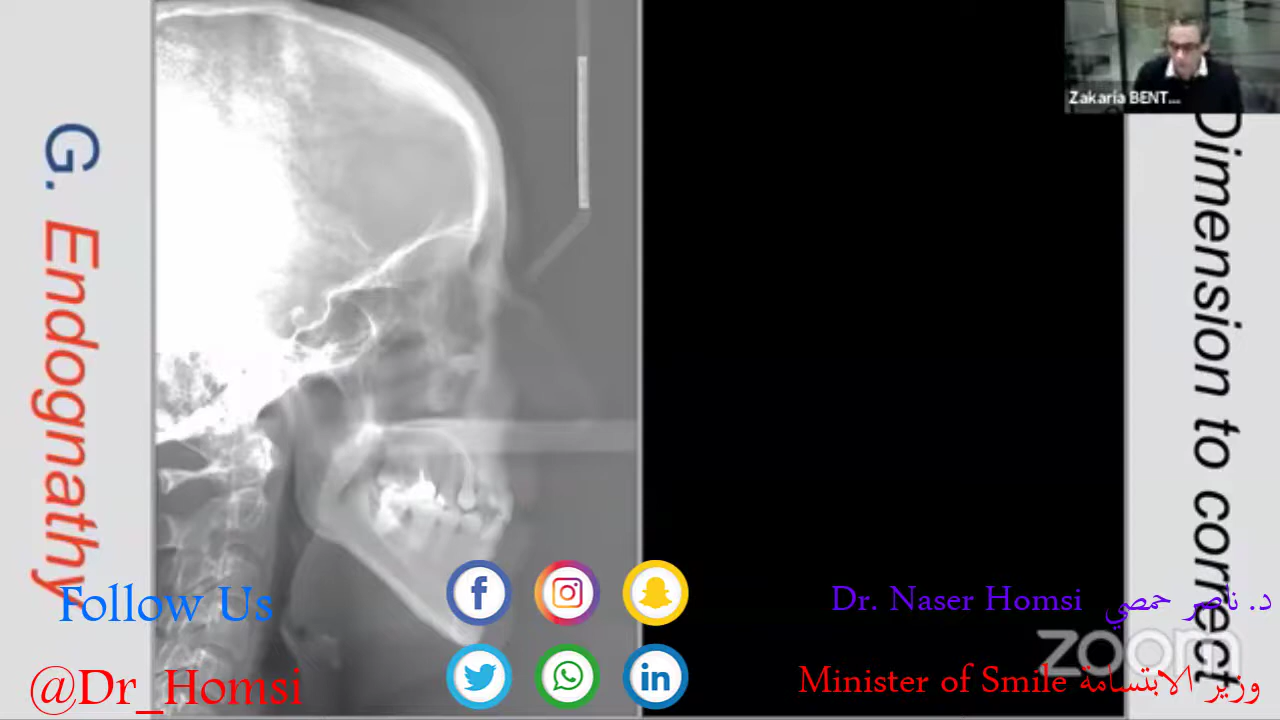 Zakaria BENT...
G. Endognathy
Dimension to correct
Follow Us
@Dr_Homsi
Dr. Naser Homsi د. ناصر حمصي
zoom
Minister of Smile وزير الابتسامة